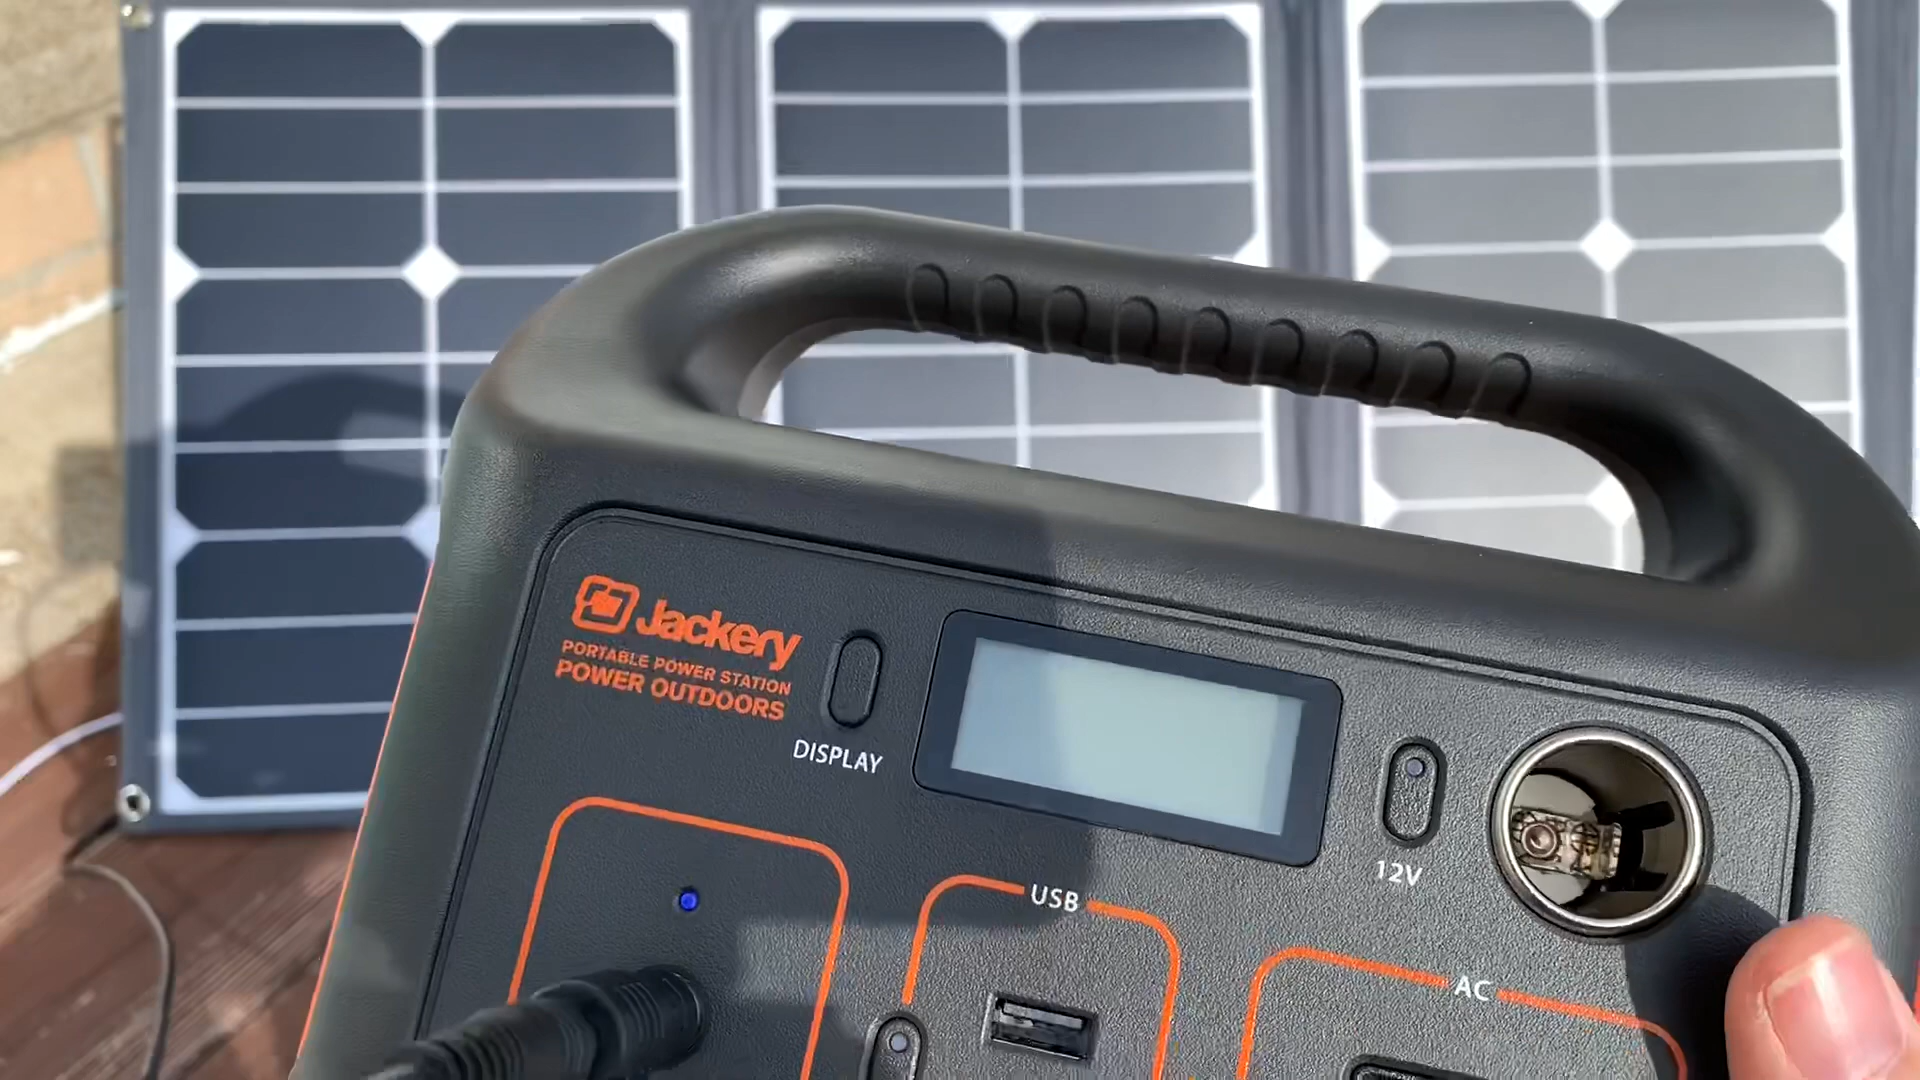 Jackery
PORTABLE POWER STATION
POWER OUTDOORS
DISPLAY
12V
USB
AC